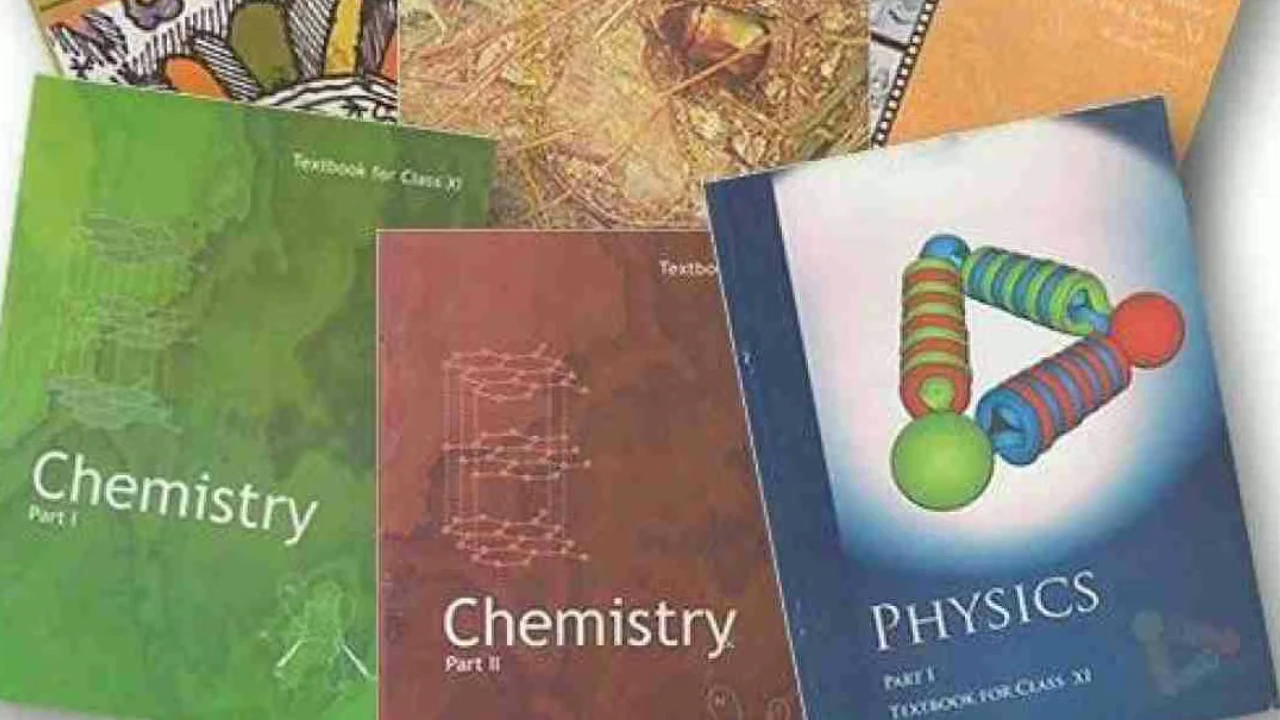 Textbook for Class XI
Chemistry
Part I
Chemistry
Part II
PHYSICS
PART I
TEXTBOOK FOR CLASS XI